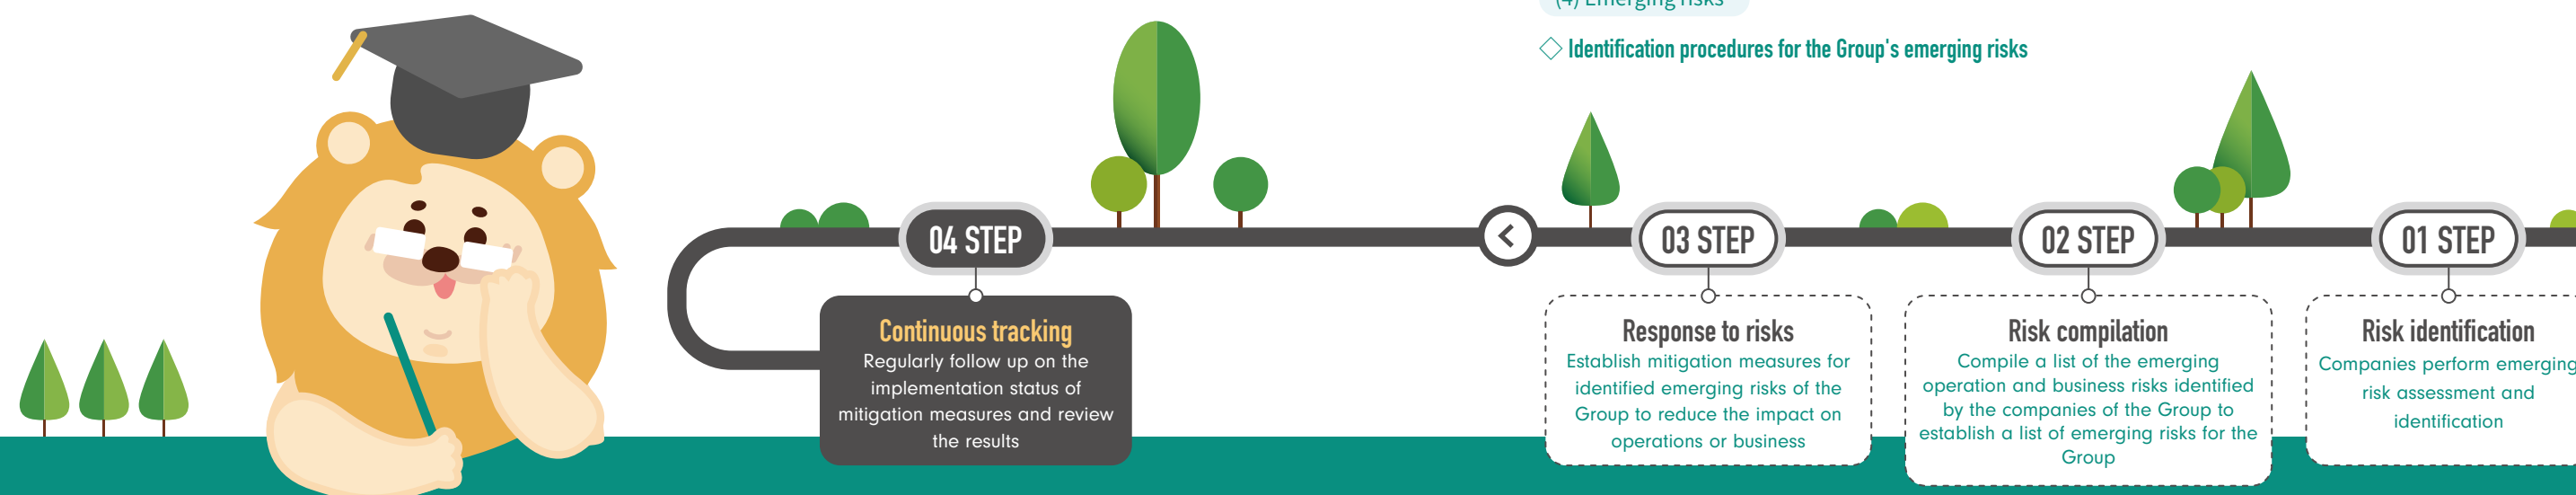 (4) Emerging risks
Identification procedures for the Group's emerging risks
04 STEP
Continuous tracking
Regularly follow up on the
implementation status of
mitigation measures and review
the results
03 STEP
Response to risks
Establish mitigation measures for
identified emerging risks of the
Group to reduce the impact on
operations or business
02 STEP
Risk compilation
Compile a list of the emerging
operation and business risks identified
by the companies of the Group to
establish a list of emerging risks for the
Group
01 STEP
Risk identification
Companies perform emerging
risk assessment and
identification